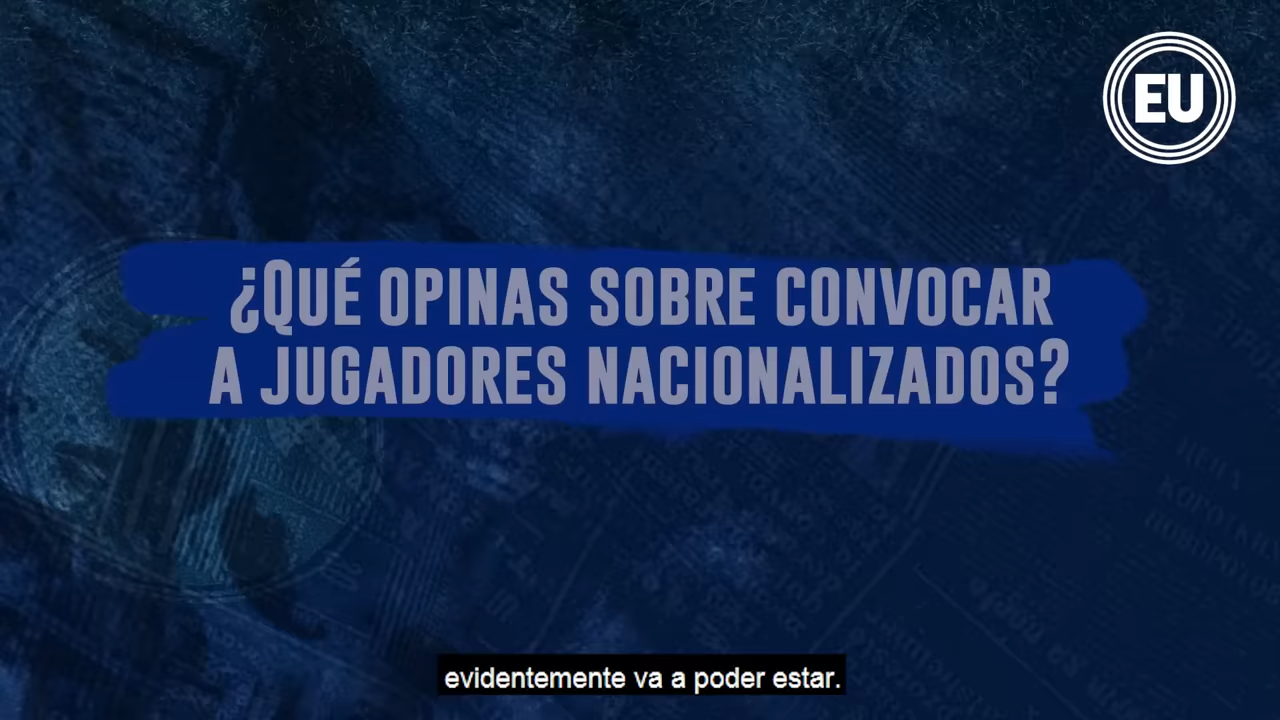 EU
¿QUÉ OPINAS SOBRE CONVOCAR
A JUGADORES NACIONALIZADOS?
evidentemente va a poder estar.